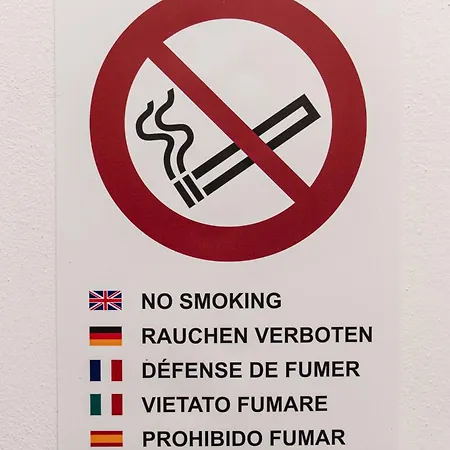 NO SMOKING
RAUCHEN VERBOTEN
DÉFENSE DE FUMER
VIETATO FUMARE
PROHIBIDO FUMAR